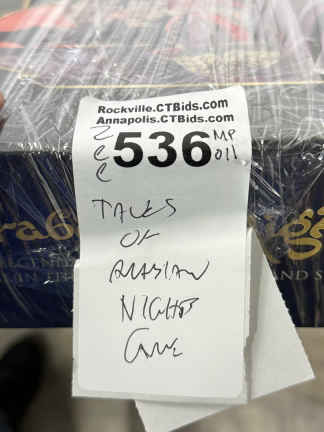 Rockville.CTBids.com
Annapolis.CTBids.com
536 MP
011
TALES
OF
ARABIAN
NIGHTS
GAME